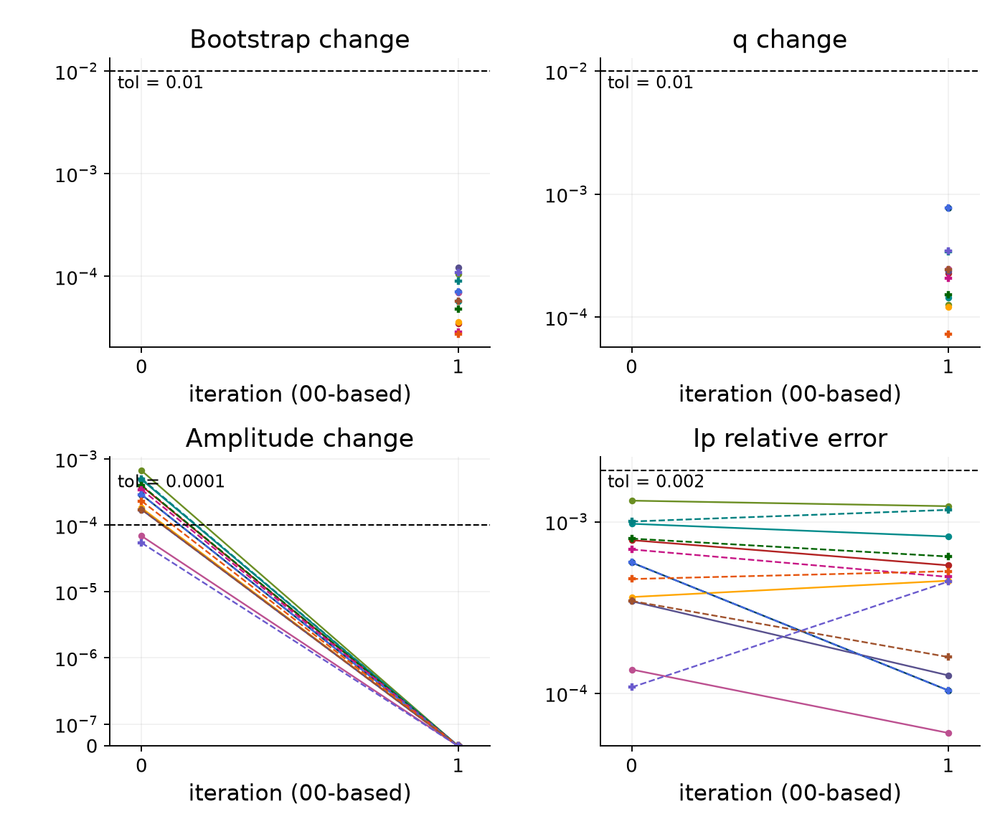 Bootstrap change
10⁻²
tol = 0.01
10⁻³
10⁻⁴
0 1
iteration (00-based)
q change
10⁻²
tol = 0.01
10⁻³
10⁻⁴
0 1
iteration (00-based)
Amplitude change
10⁻³
tol = 0.0001
10⁻⁴
10⁻⁵
10⁻⁶
10⁻⁷
0
0 1
iteration (00-based)
Ip relative error
tol = 0.002
10⁻³
10⁻⁴
0 1
iteration (00-based)